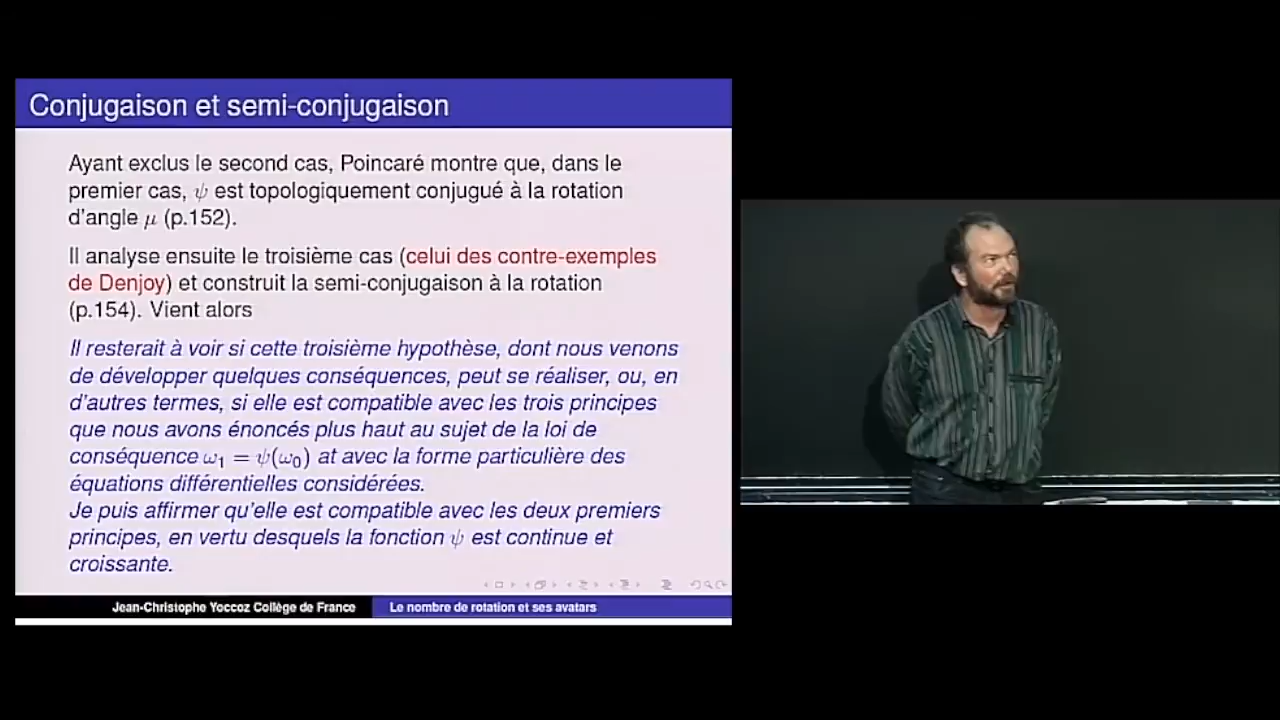 Conjugaison et semi-conjugaison
Ayant exclus le second cas, Poincaré montre que, dans le
premier cas, ψ est topologiquement conjugué à la rotation
d'angle μ (p.152).
Il analyse ensuite le troisième cas (celui des contre-exemples
de Denjoy) et construit la semi-conjugaison à la rotation
(p.154). Vient alors
Il resterait à voir si cette troisième hypothèse, dont nous venons
de développer quelques conséquences, peut se réaliser, ou, en
d'autres termes, si elle est compatible avec les trois principes
que nous avons énoncés plus haut au sujet de la loi de
conséquence ω₁ = ψ(ω₀) at avec la forme particulière des
équations différentielles considérées.
Je puis affirmer qu'elle est compatible avec les deux premiers
principes, en vertu desquels la fonction ψ est continue et
croissante.
Jean-Christophe Yoccoz Collège de France Le nombre de rotation et ses avatars